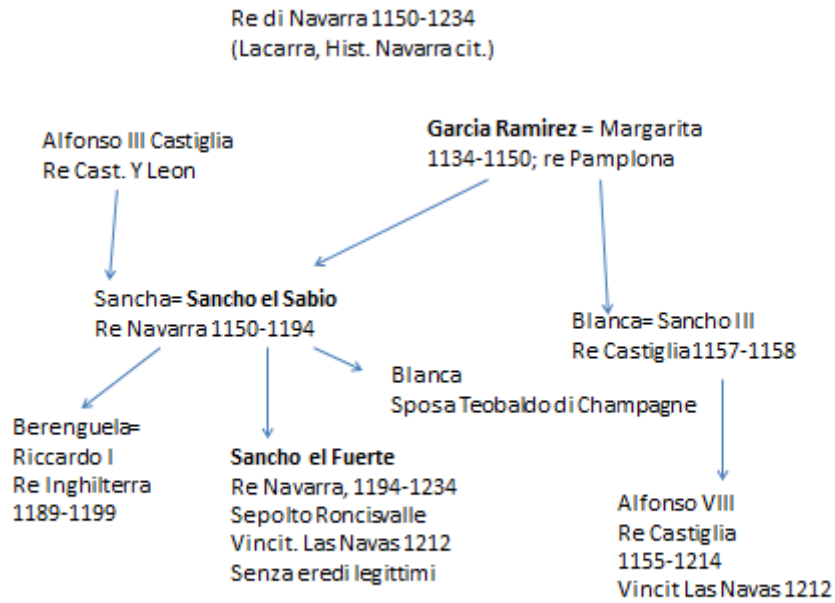 Re di Navarra 1150-1234
(Lacarra, Hist. Navarra cit.)
Alfonso III Castiglia
Re Cast. Y Leon
Garcia Ramirez = Margarita
1134-1150; re Pamplona
Sancha= Sancho el Sabio
Re Navarra 1150-1194
Blanca= Sancho III
Re Castiglia 1157-1158
Blanca
Sposa Teobaldo di Champagne
Berenguela=
Riccardo I
Re Inghilterra
1189-1199
Sancho el Fuerte
Re Navarra, 1194-1234
Sepolto Roncisvalle
Vincit. Las Navas 1212
Senza eredi legittimi
Alfonso VIII
Re Castiglia
1155-1214
Vincit Las Navas 1212